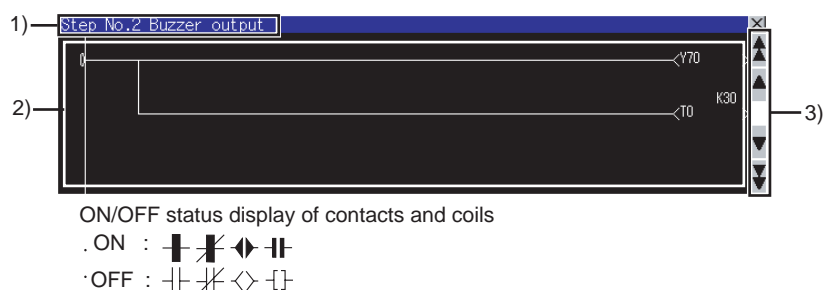 1)
Step No.2 Buzzer output
0
Y70
2)
K30
3)
T0
ON/OFF status display of contacts and coils
. ON :
· OFF :